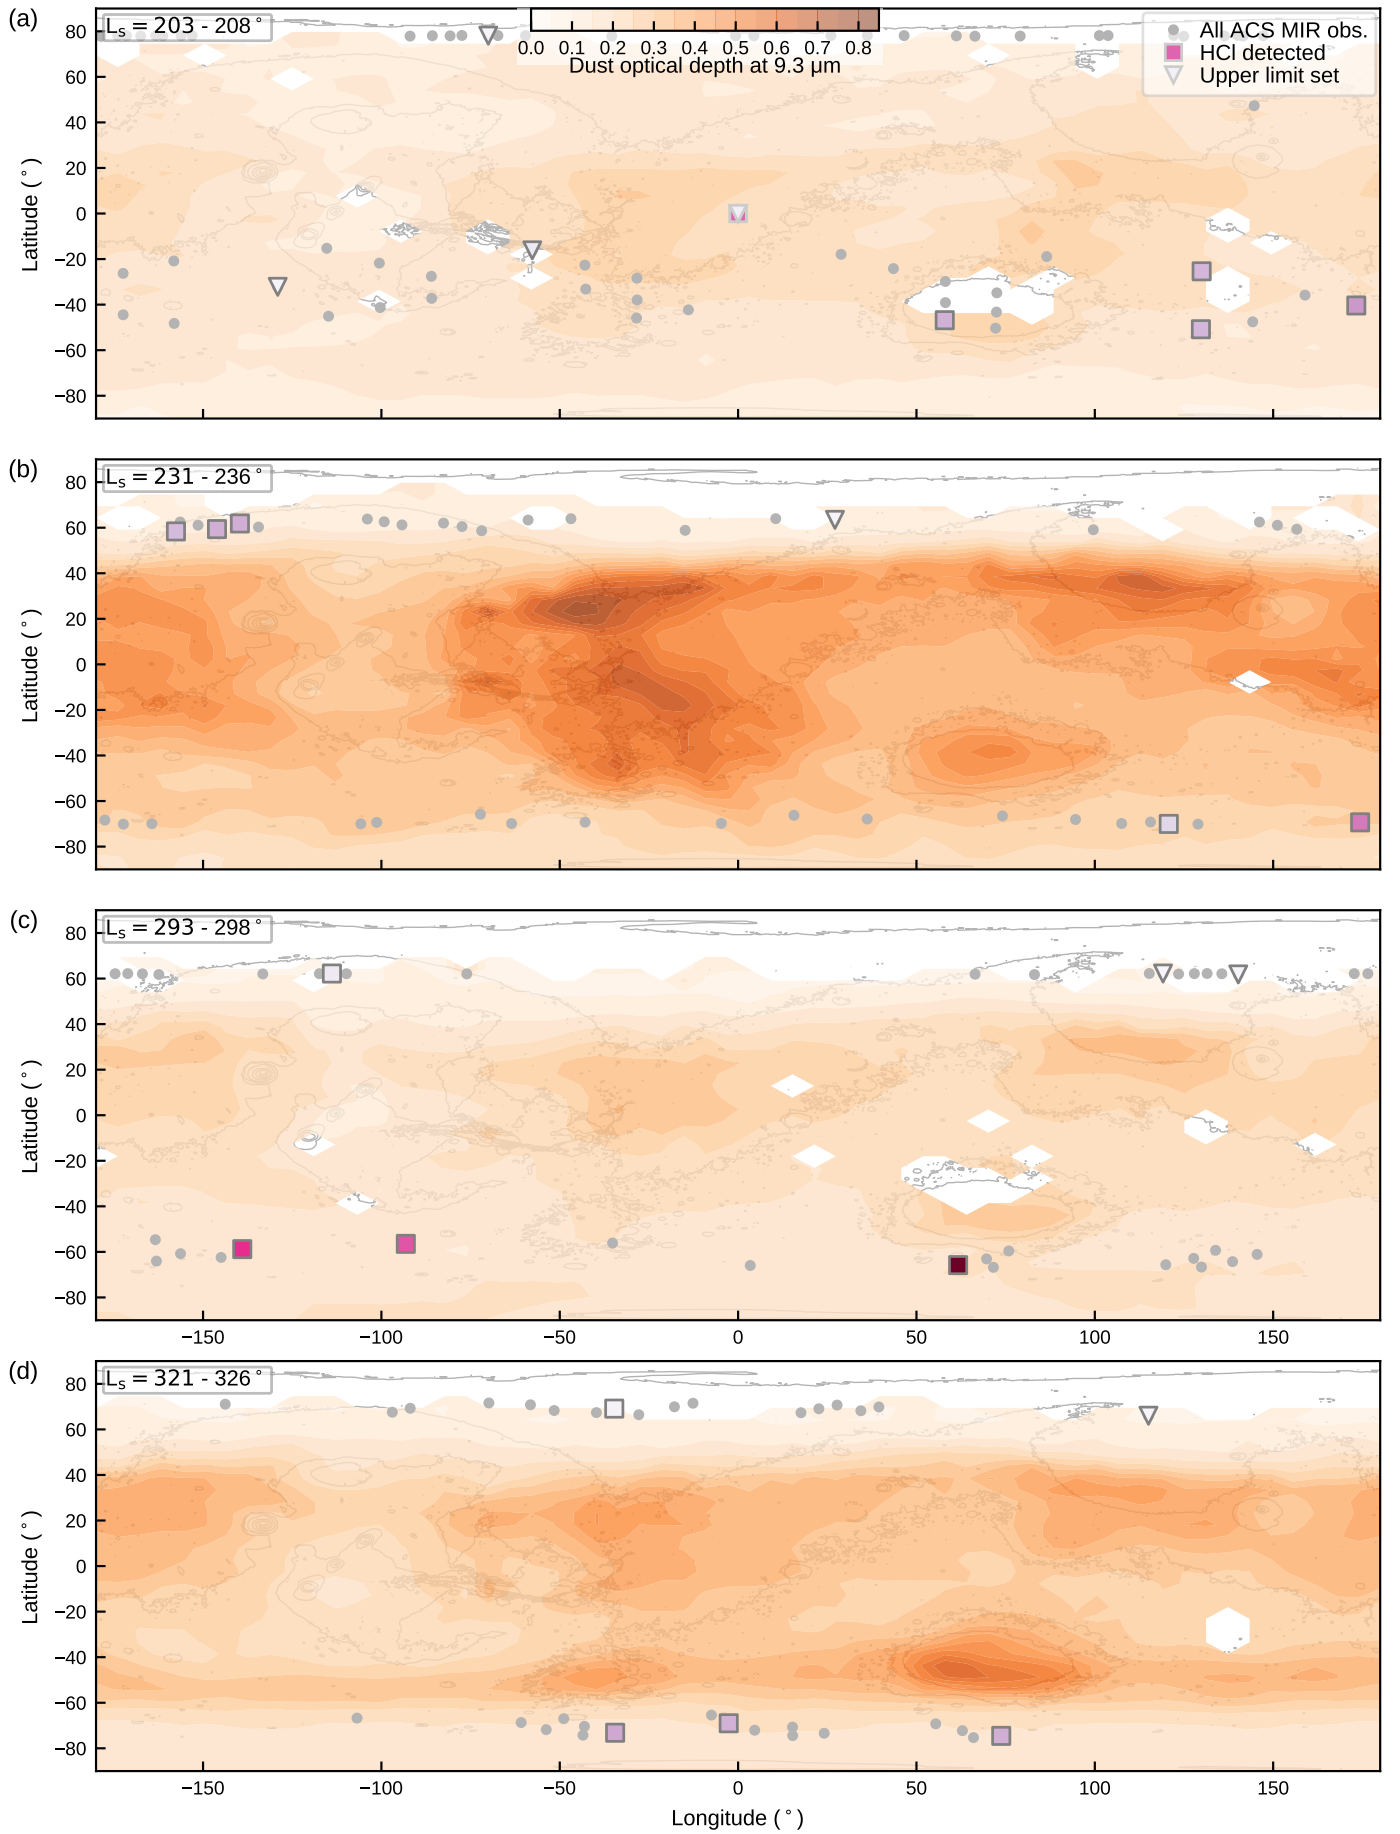 (a)
Lₛ = 203 - 208°
0.0 0.1 0.2 0.3 0.4 0.5 0.6 0.7 0.8
Dust optical depth at 9.3 μm
All ACS MIR obs.
HCl detected
Upper limit set
80
60
40
20
0
−20
−40
−60
−80
Latitude (°)
(b)
Lₛ = 231 - 236°
80
60
40
20
0
−20
−40
−60
−80
Latitude (°)
(c)
Lₛ = 293 - 298°
80
60
40
20
0
−20
−40
−60
−80
Latitude (°)
−150 −100 −50 0 50 100 150
(d)
Lₛ = 321 - 326°
80
60
40
20
0
−20
−40
−60
−80
Latitude (°)
−150 −100 −50 0 50 100 150
Longitude (°)